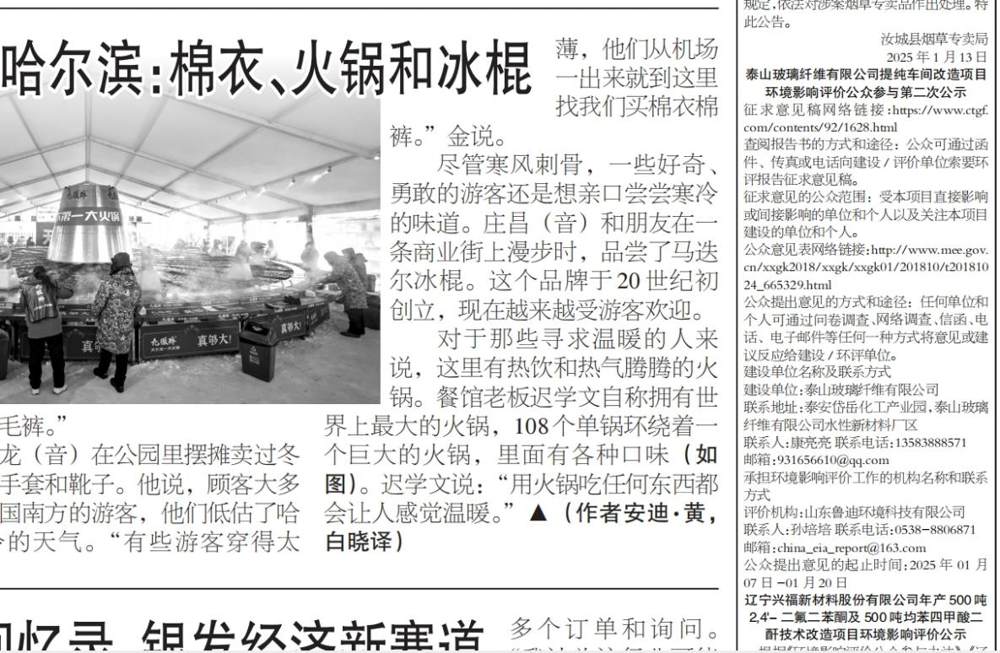 哈尔滨：棉衣、火锅和冰棍
第一大火锅
真够大！
真够大！
毛裤。”
龙（音）在公园里摆摊卖过冬
手套和靴子。他说，顾客大多
国南方的游客，他们低估了哈
的天气。“有些游客穿得太
薄，他们从机场
一出来就到这里
找我们买棉衣棉
裤。”金说。
尽管寒风刺骨，一些好奇、
勇敢的游客还是想亲口尝尝寒冷
的味道。庄昌（音）和朋友在一
条商业街上漫步时，品尝了马迭
尔冰棍。这个品牌于20世纪初
创立，现在越来越受游客欢迎。
对于那些寻求温暖的人来
说，这里有热饮和热气腾腾的火
锅。餐馆老板迟学文自称拥有世
界上最大的火锅，108个单锅环绕着一
个巨大的火锅，里面有各种口味（如
图）。迟学文说：“用火锅吃任何东西都
会让人感觉温暖。”▲（作者安迪·黄，
白晓译）
回忆录 银发经济新赛道
多个订单和询问。
规定，依法对涉案烟草专卖品作出处理。特
此公告。
汝城县烟草专卖局
2025年1月13日
泰山玻璃纤维有限公司提纯车间改造项目
环境影响评价公众参与第二次公示
征求意见稿网络链接：https://www.ctgf.
com/contents/92/1628.html
查阅报告书的方式和途径：公众可通过函
件、传真或电话向建设/评价单位索要环
评报告征求意见稿。
征求意见的公众范围：受本项目直接影响
或间接影响的单位和个人以及关注本项目
建设的单位和个人。
公众意见表网络链接：http://www.mee.gov.
cn/xxgk2018/xxgk/xxgk01/201810/t201810
24_665329.html
公众提出意见的方式和途径：任何单位和
个人可通过问卷调查、网络调查、信函、电
话、电子邮件等任何一种方式将意见或建
议反应给建设/环评单位。
建设单位名称及联系方式
建设单位：泰山玻璃纤维有限公司
联系地址：泰安岱岳化工产业园，泰山玻璃
纤维有限公司水性新材料厂区
联系人：康亮亮 联系电话：13583888571
邮箱：931656610@qq.com
承担环境影响评价工作的机构名称和联系
方式
评价机构：山东鲁迪环境科技有限公司
联系人：孙培培 联系电话：0538-8806871
邮箱：china_eia_report@163.com
公众提出意见的起止时间：2025年01月
07日-01月20日
辽宁兴福新材料股份有限公司年产500吨
2,4'-二氟二苯酮及500吨均苯四甲酸二
酐技术改造项目环境影响评价公示